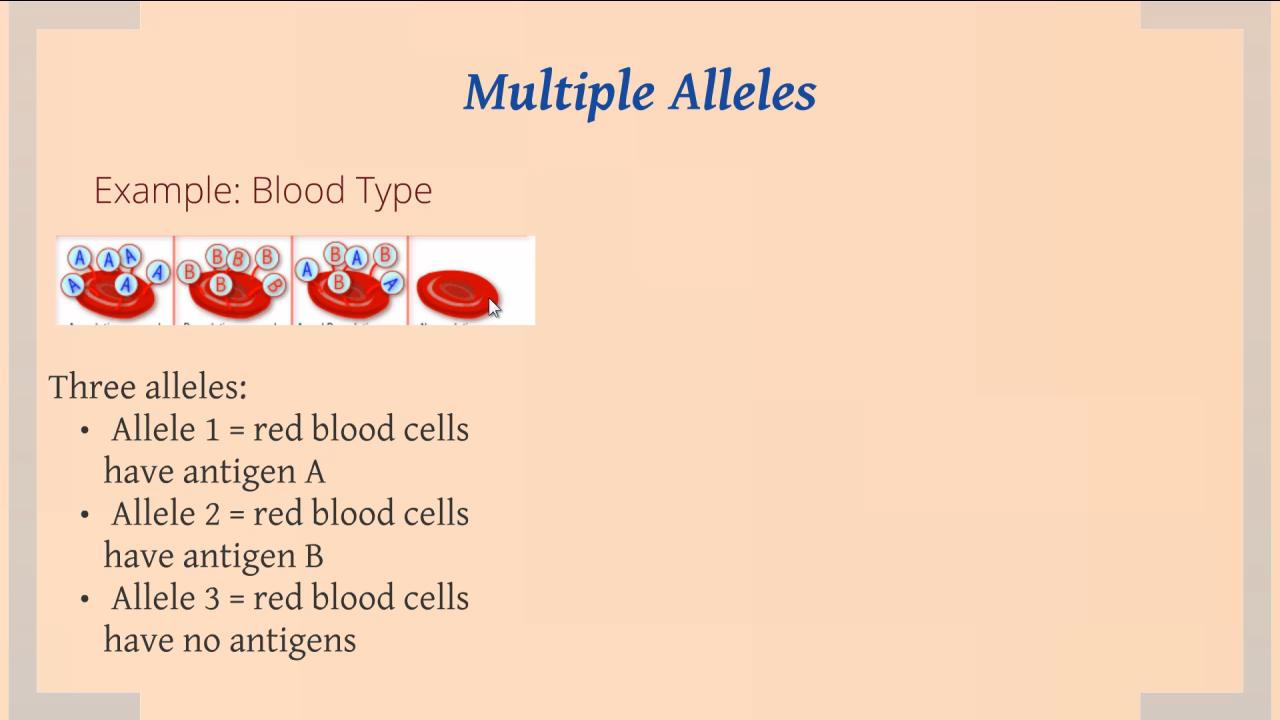 Multiple Alleles
Example: Blood Type
A A A A A A
B B B B B B
A B A B B A
Three alleles:
• Allele 1 = red blood cells
have antigen A
• Allele 2 = red blood cells
have antigen B
• Allele 3 = red blood cells
have no antigens